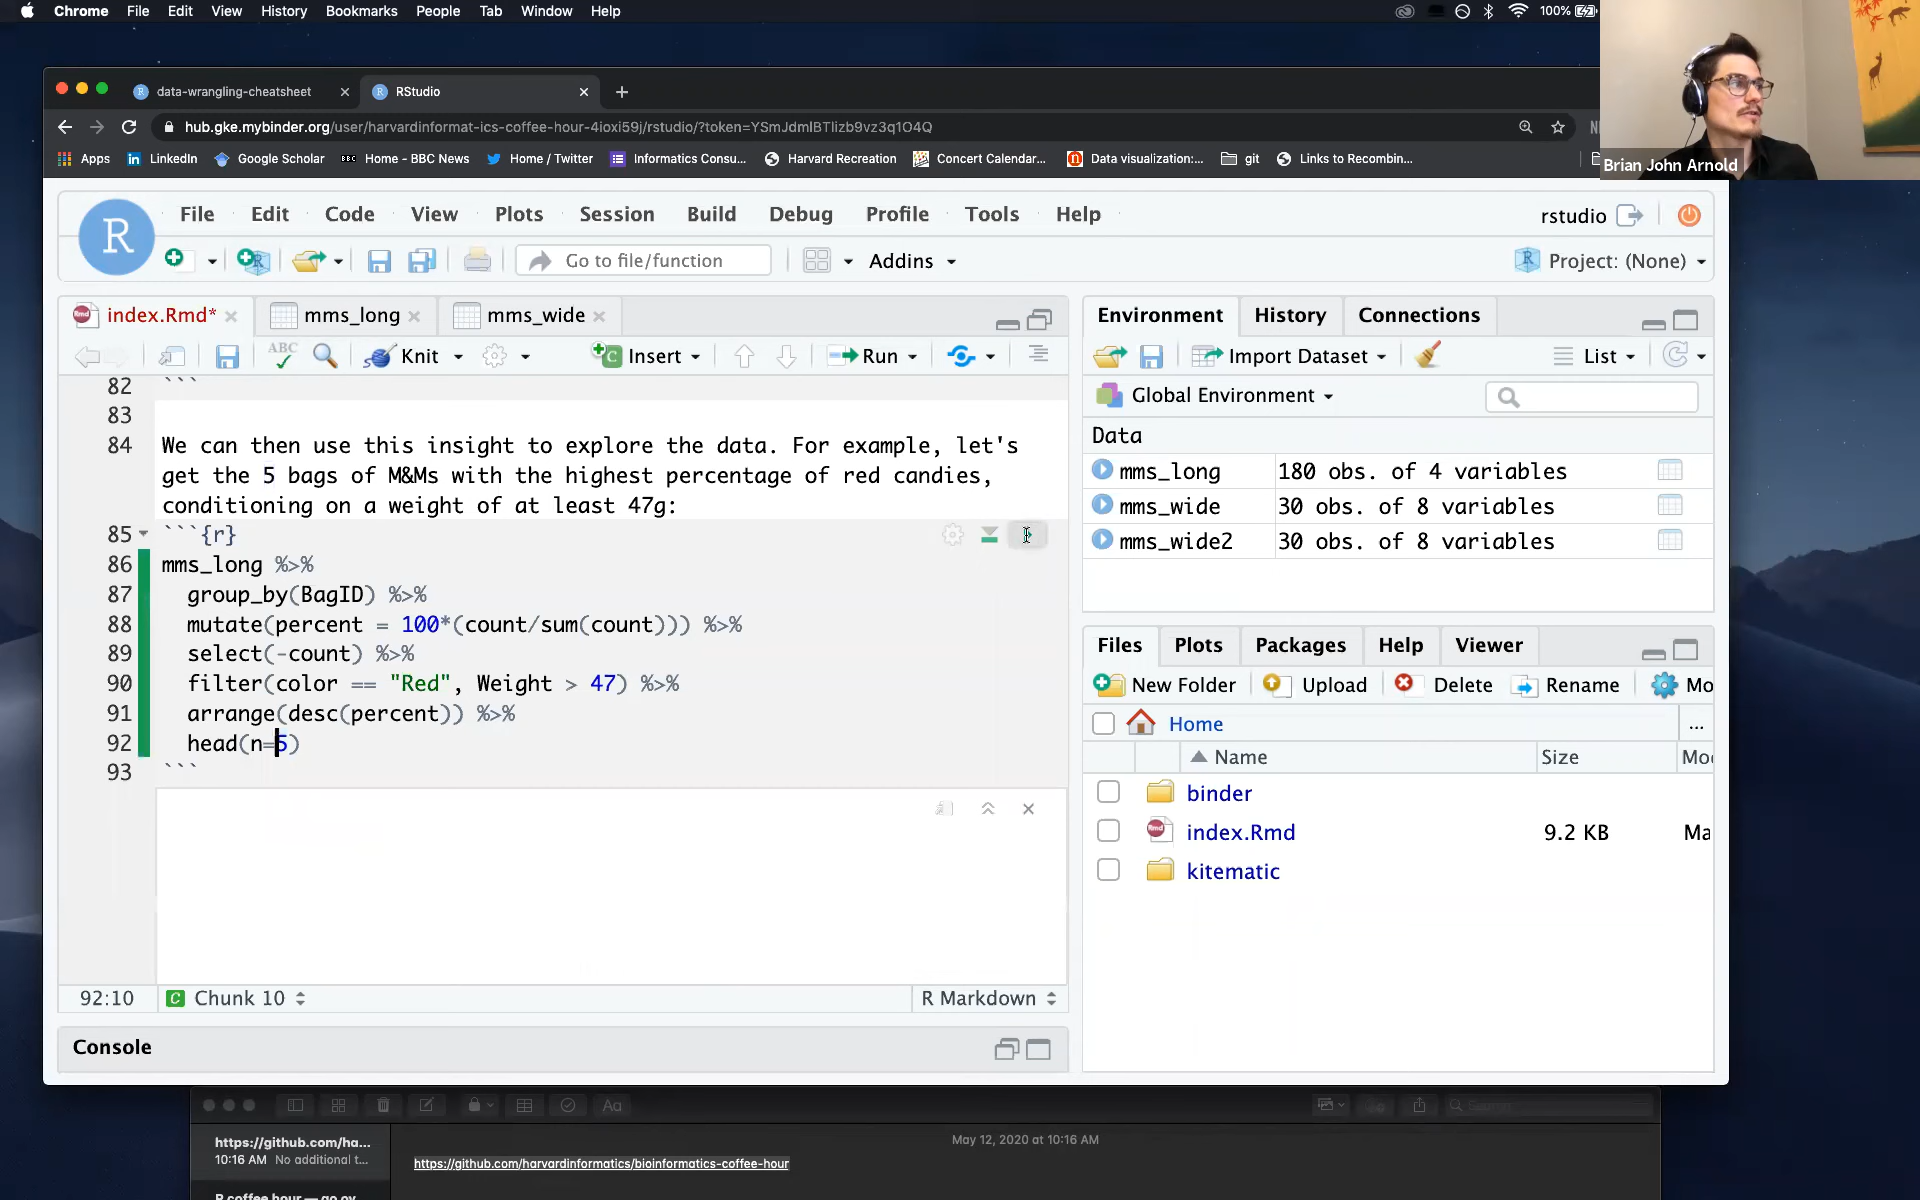 Chrome File Edit View History Bookmarks People Tab Window Help 100%
Brian John Arnold
data-wrangling-cheatsheet RStudio
hub.gke.mybinder.org/user/harvardinformat-ics-coffee-hour-4ioxi59j/rstudio/?token=YSmJdmlBTlizb9vz3q1O4Q
Apps LinkedIn Google Scholar Home - BBC News Home / Twitter Informatics Consu... Harvard Recreation Concert Calendar... Data visualization:... git Links to Recombin...
R File Edit Code View Plots Session Build Debug Profile Tools Help rstudio
Go to file/function Addins Project: (None)
index.Rmd* mms_long mms_wide
ABC Knit Insert Run
82 ```
83
84 We can then use this insight to explore the data. For example, let's
get the 5 bags of M&Ms with the highest percentage of red candies,
conditioning on a weight of at least 47g:
85 ```{r}
86 mms_long %>%
87 group_by(BagID) %>%
88 mutate(percent = 100*(count/sum(count))) %>%
89 select(-count) %>%
90 filter(color == "Red", Weight > 47) %>%
91 arrange(desc(percent)) %>%
92 head(n=5)
93 ```
92:10 Chunk 10 R Markdown
Console
Environment History Connections
Import Dataset List
Global Environment
Data
mms_long 180 obs. of 4 variables
mms_wide 30 obs. of 8 variables
mms_wide2 30 obs. of 8 variables
Files Plots Packages Help Viewer
New Folder Upload Delete Rename Mo
Home ...
Name Size Mo
binder
index.Rmd 9.2 KB Ma
kitematic
Aa Search
https://github.com/ha... May 12, 2020 at 10:16 AM
10:16 AM No additional t...
https://github.com/harvardinformatics/bioinformatics-coffee-hour
R coffee hour — go ov